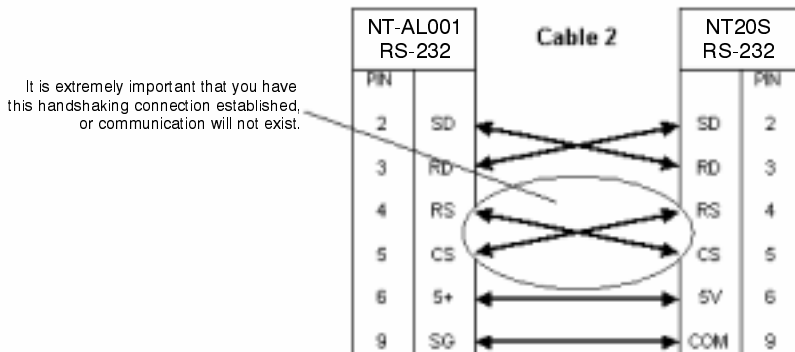 NT-AL001
RS-232
Cable 2
NT20S
RS-232
It is extremely important that you have
this handshaking connection established,
or communication will not exist.
PIN PIN
2 SD SD 2
3 RD RD 3
4 RS RS 4
5 CS CS 5
6 5+ 5V 6
9 SG COM 9